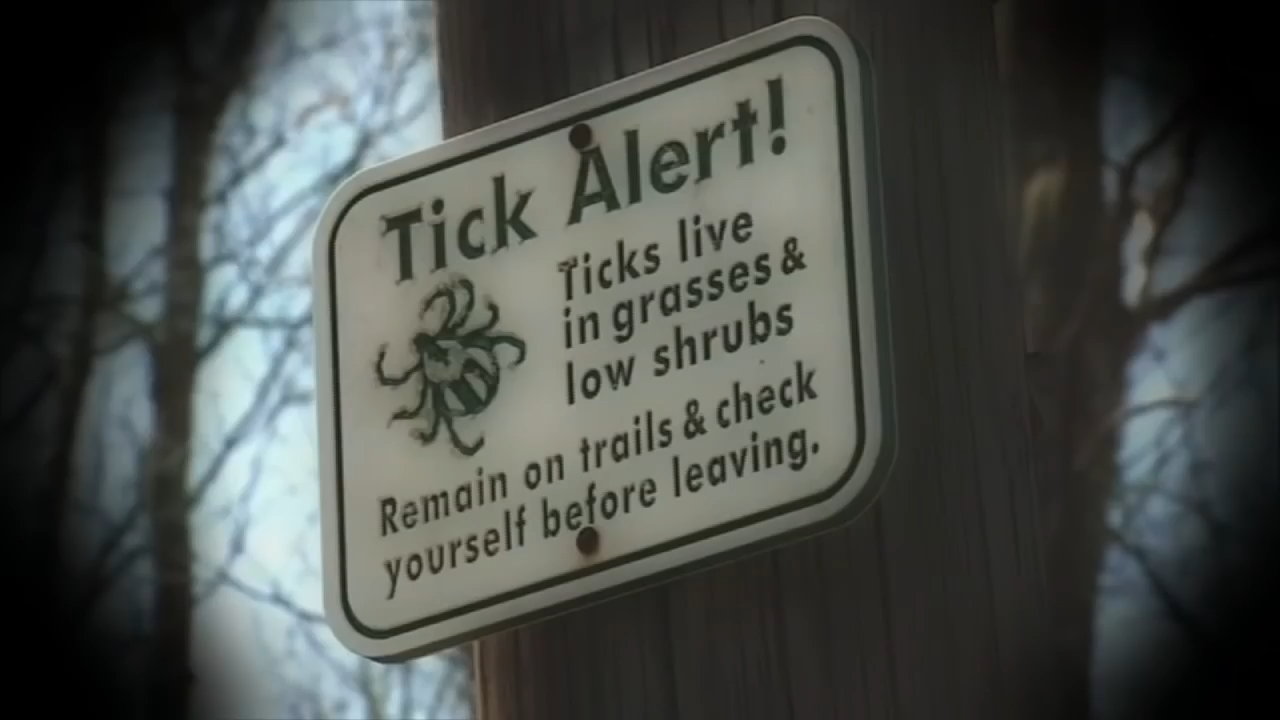 Tick Alert!
Ticks live
in grasses &
low shrubs
Remain on trails & check
yourself before leaving.